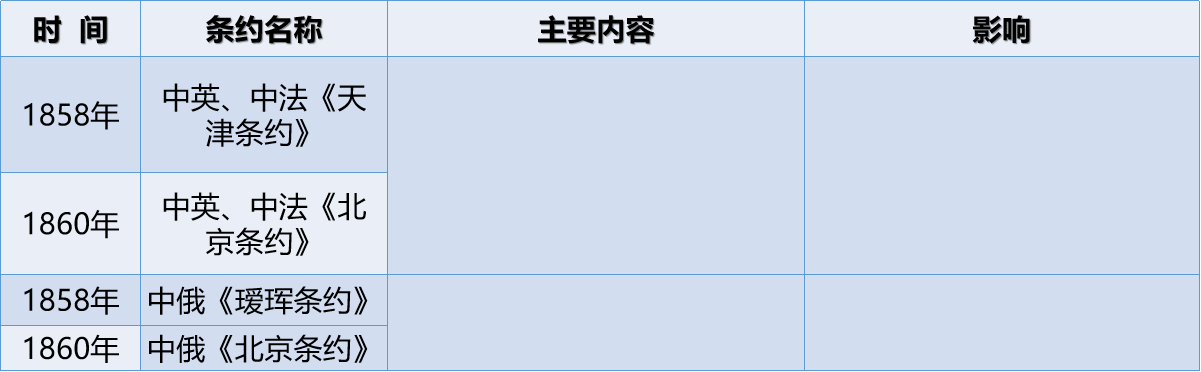 时 间 条约名称 主要内容 影响
1858年 中英、中法《天
津条约》
1860年 中英、中法《北
京条约》
1858年 中俄《瑷珲条约》
1860年 中俄《北京条约》